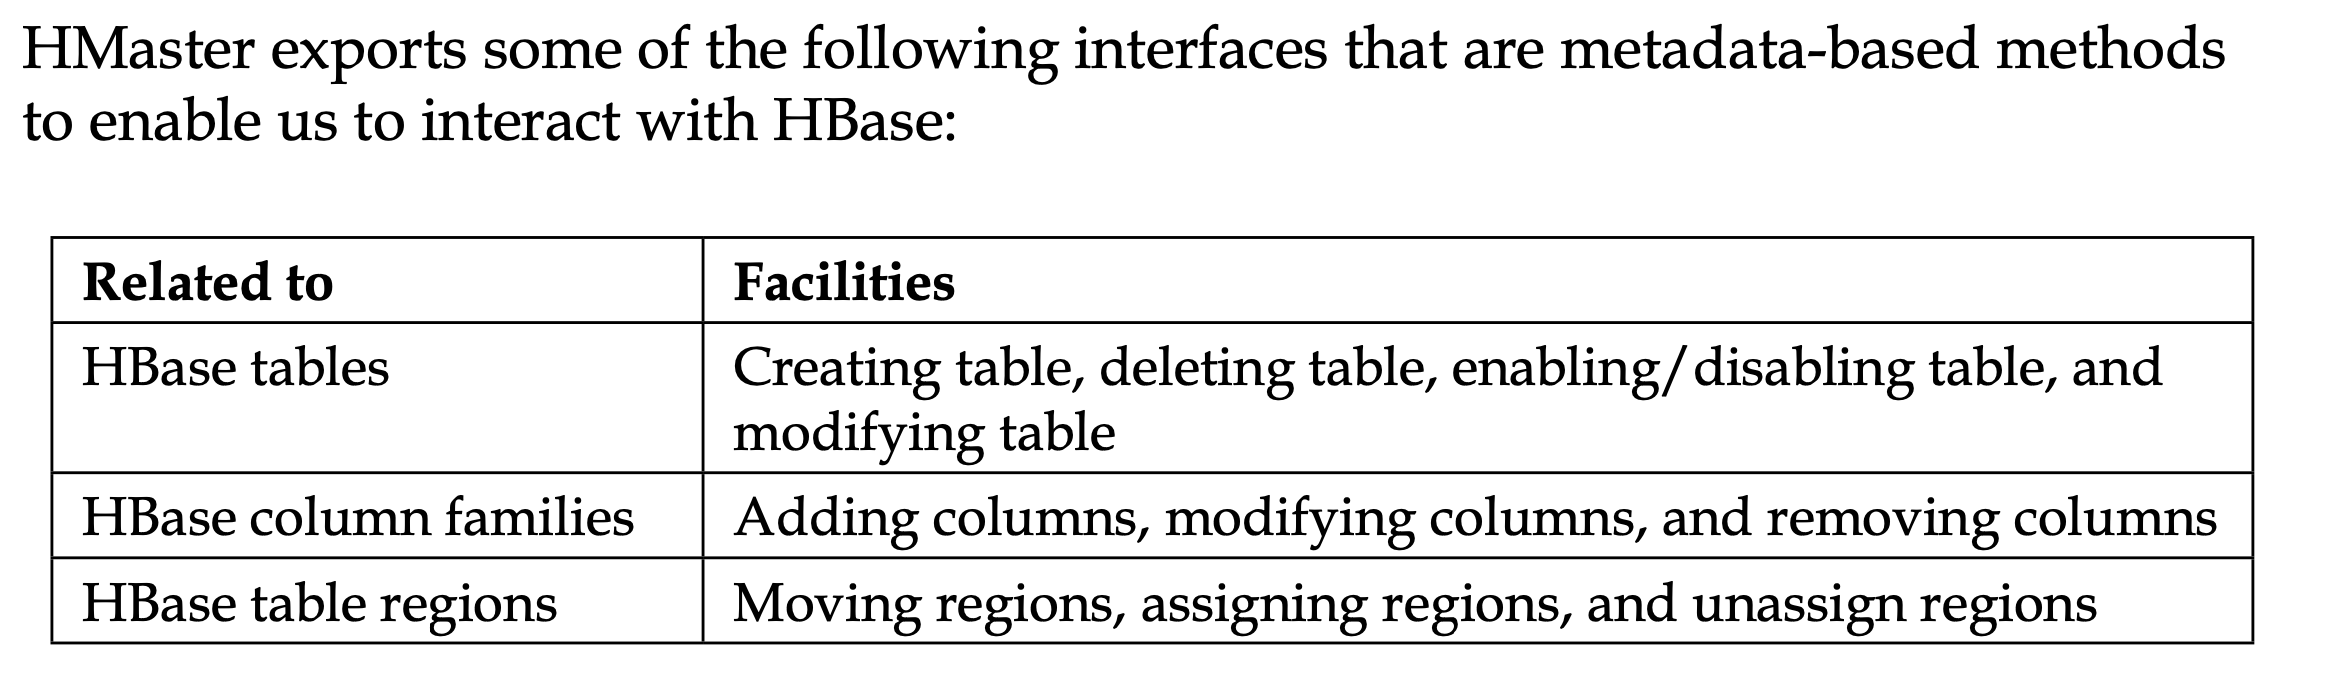 HMaster exports some of the following interfaces that are metadata-based methods
to enable us to interact with HBase:
Related to Facilities
HBase tables Creating table, deleting table, enabling/disabling table, and
modifying table
HBase column families Adding columns, modifying columns, and removing columns
HBase table regions Moving regions, assigning regions, and unassign regions